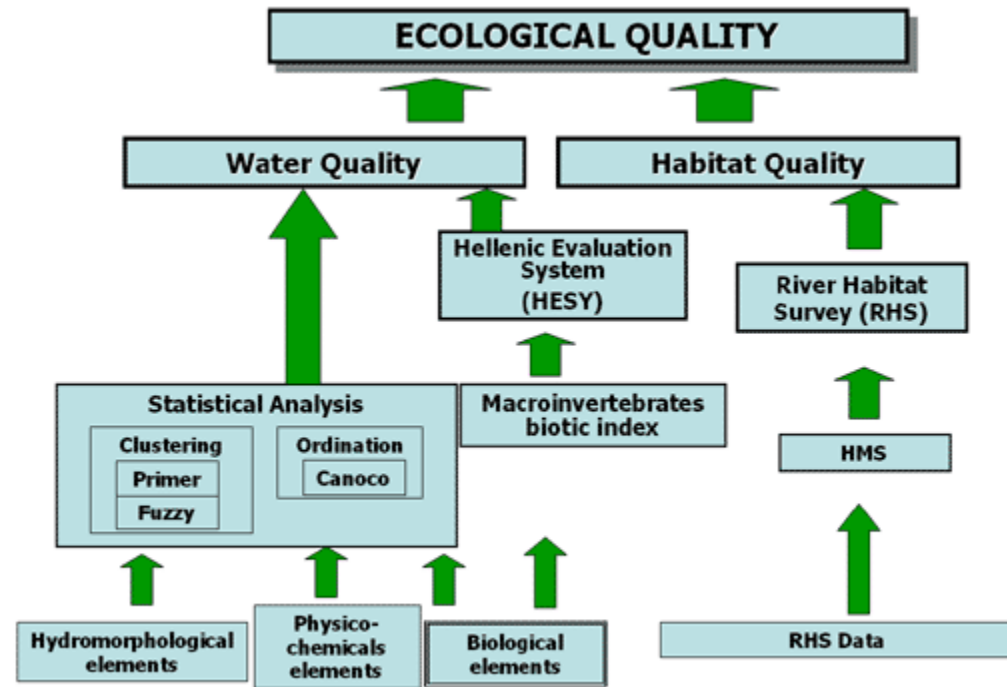 ECOLOGICAL QUALITY
Water Quality
Habitat Quality
Hellenic Evaluation
System
(HESY)
River Habitat
Survey (RHS)
Statistical Analysis
Clustering
Primer
Fuzzy
Ordination
Canoco
Macroinvertebrates
biotic index
HMS
Hydromorphological
elements
Physico-
chemicals
elements
Biological
elements
RHS Data